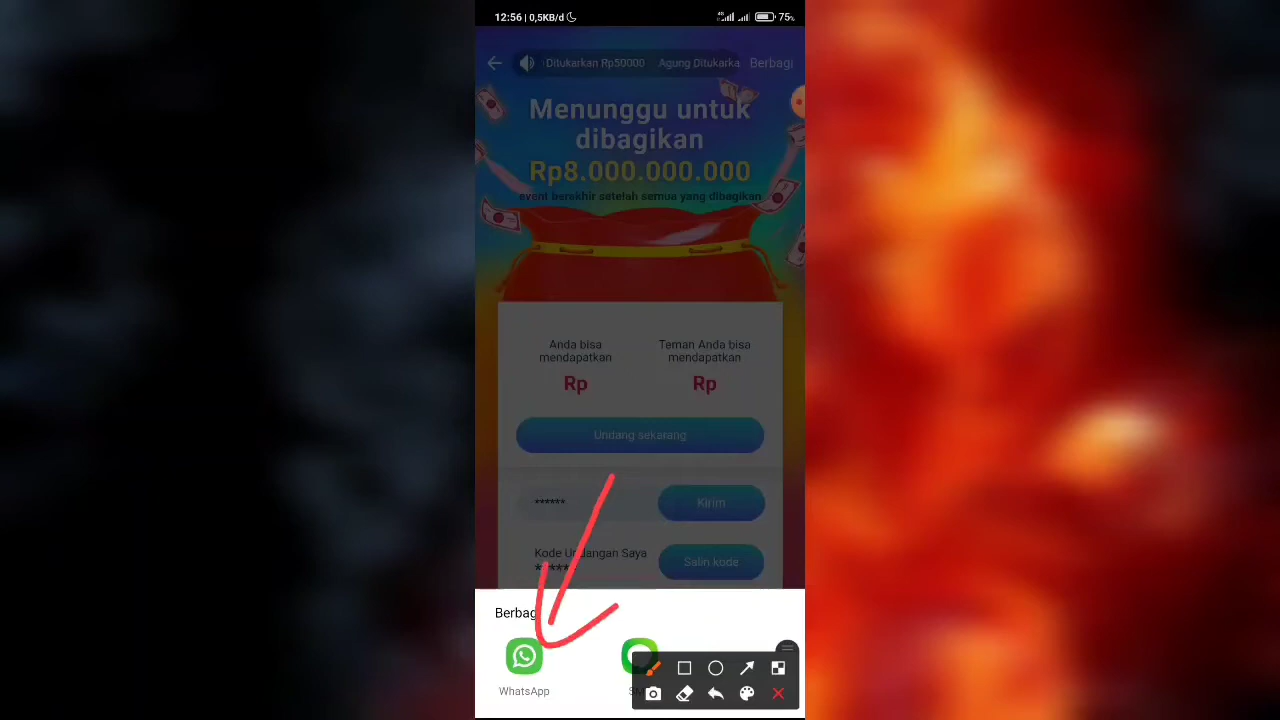 12:56 | 0,5KB/d
4G
75%
Ditukarkan Rp50000 Agung Ditukarka
Berbagi
Menunggu untuk
dibagikan
Rp8.000.000.000
event berakhir setelah semua yang dibagikan
Anda bisa
mendapatkan
Rp
Teman Anda bisa
mendapatkan
Rp
Undang sekarang
******
Kirim
Kode Undangan Saya
******
Salin kode
Berbag
WhatsApp